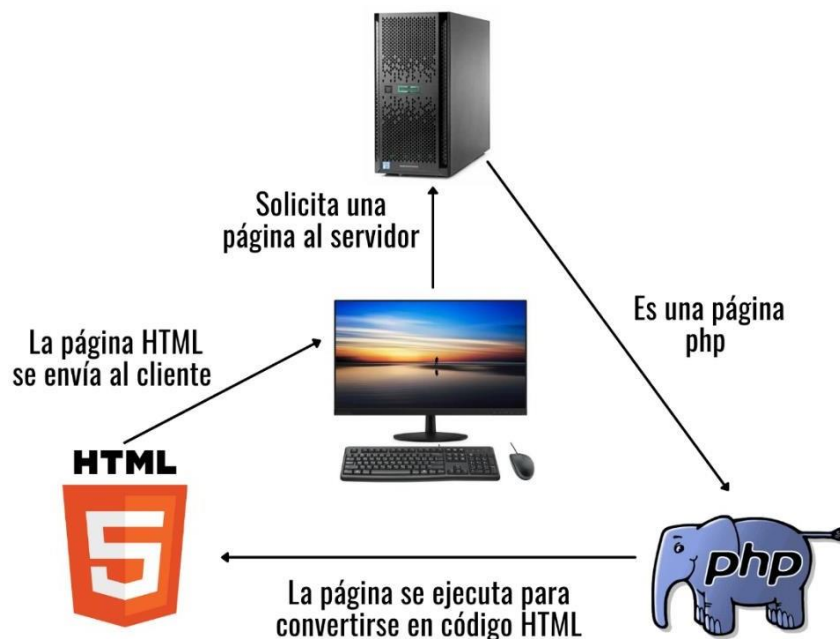 Solicita una
página al servidor
Es una página
php
La página HTML
se envía al cliente
HTML
5
php
La página se ejecuta para
convertirse en código HTML